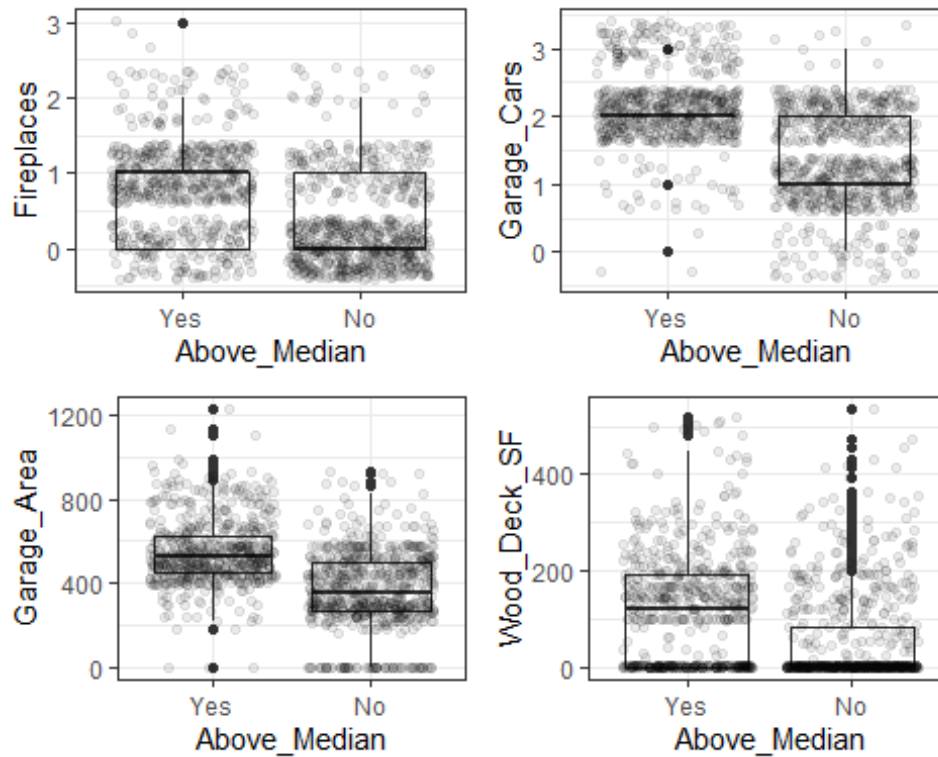 Fireplaces
3
2
1
0
Yes No
Above_Median
Garage_Cars
3
2
1
0
Yes No
Above_Median
Garage_Area
1200
800
400
0
Yes No
Above_Median
Wood_Deck_SF
400
200
0
Yes No
Above_Median